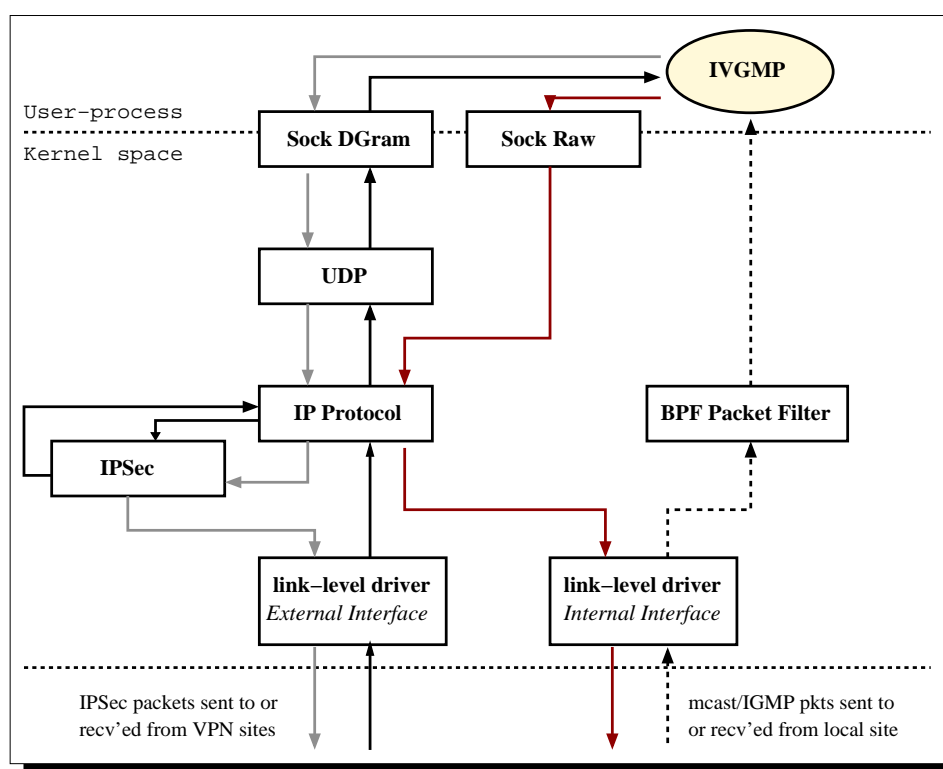 IVGMP
User-process
Sock DGram
Sock Raw
Kernel space
UDP
IP Protocol
BPF Packet Filter
IPSec
link-level driver
External Interface
link-level driver
Internal Interface
IPSec packets sent to or
recv'ed from VPN sites
mcast/IGMP pkts sent to
or recv'ed from local site